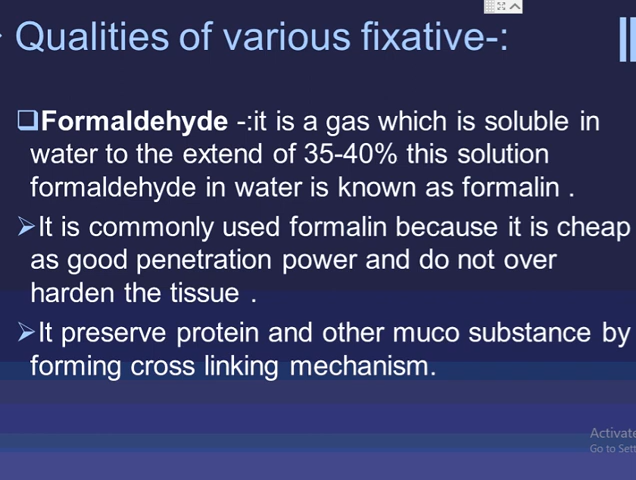 Qualities of various fixative-:
❑Formaldehyde -:it is a gas which is soluble in
water to the extend of 35-40% this solution
formaldehyde in water is known as formalin .
➢It is commonly used formalin because it is cheap
as good penetration power and do not over
harden the tissue .
➢It preserve protein and other muco substance by
forming cross linking mechanism.
Activate
Go to Sett